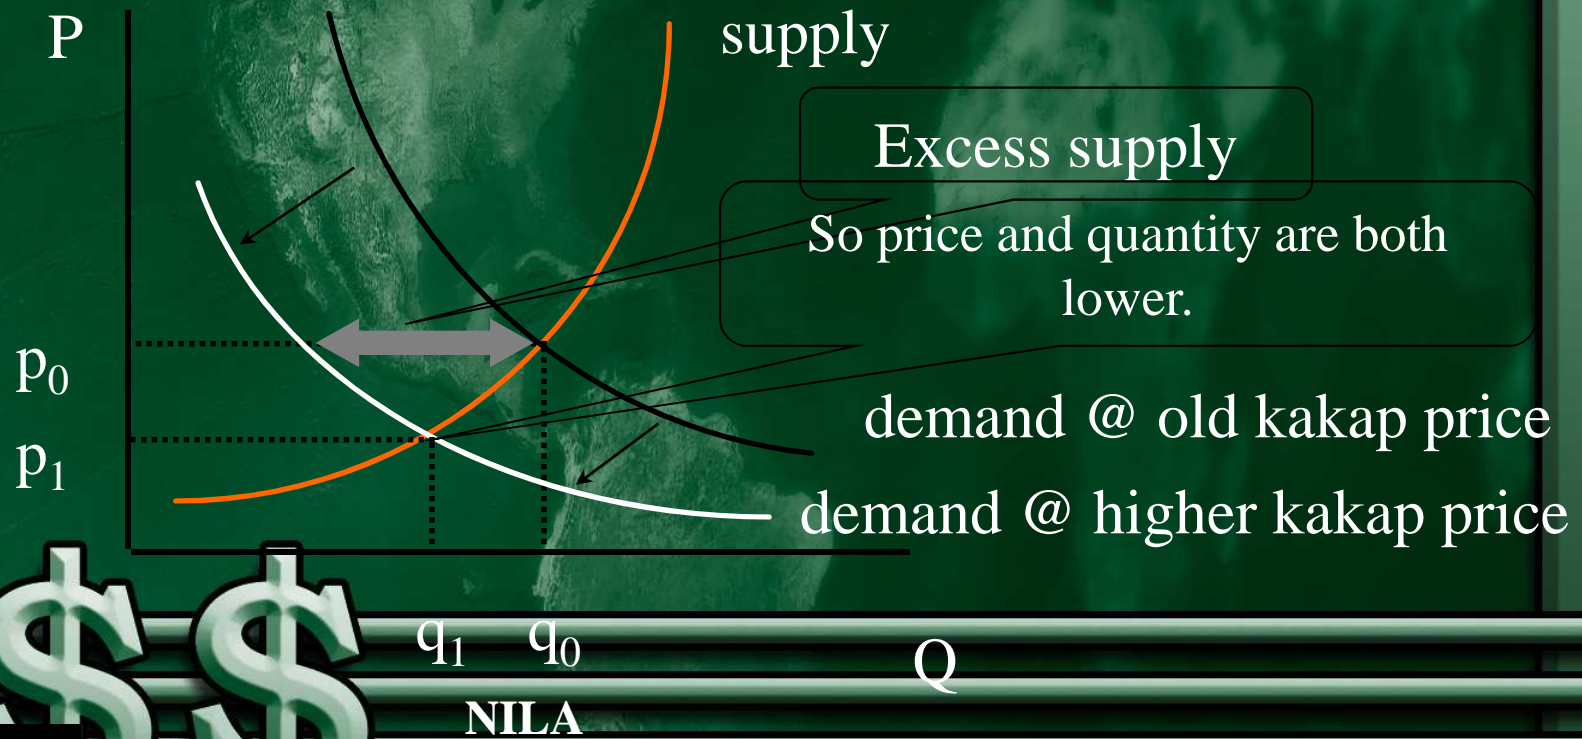 P
supply
Excess supply
So price and quantity are both
lower.
p0
demand @ old kakap price
p1
demand @ higher kakap price
q1 q0
Q
NILA